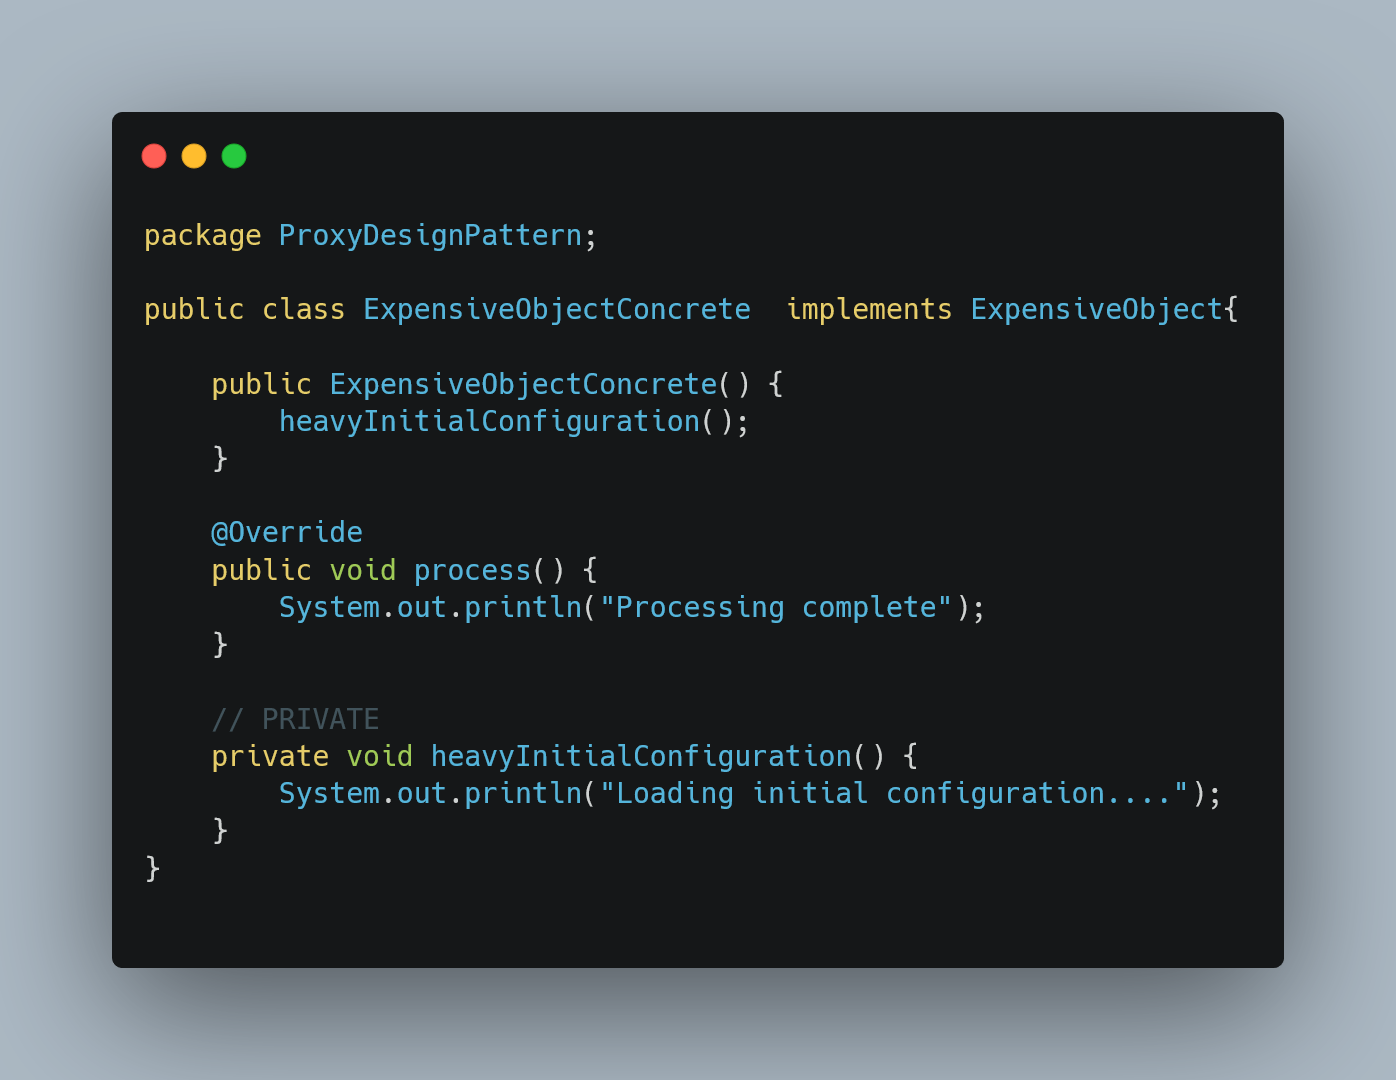 package ProxyDesignPattern;
public class ExpensiveObjectConcrete  implements ExpensiveObject{
public ExpensiveObjectConcrete() {
heavyInitialConfiguration();
}
@Override
public void process() {
System.out.println("Processing complete");
}
// PRIVATE
private void heavyInitialConfiguration() {
System.out.println("Loading initial configuration....");
}
}